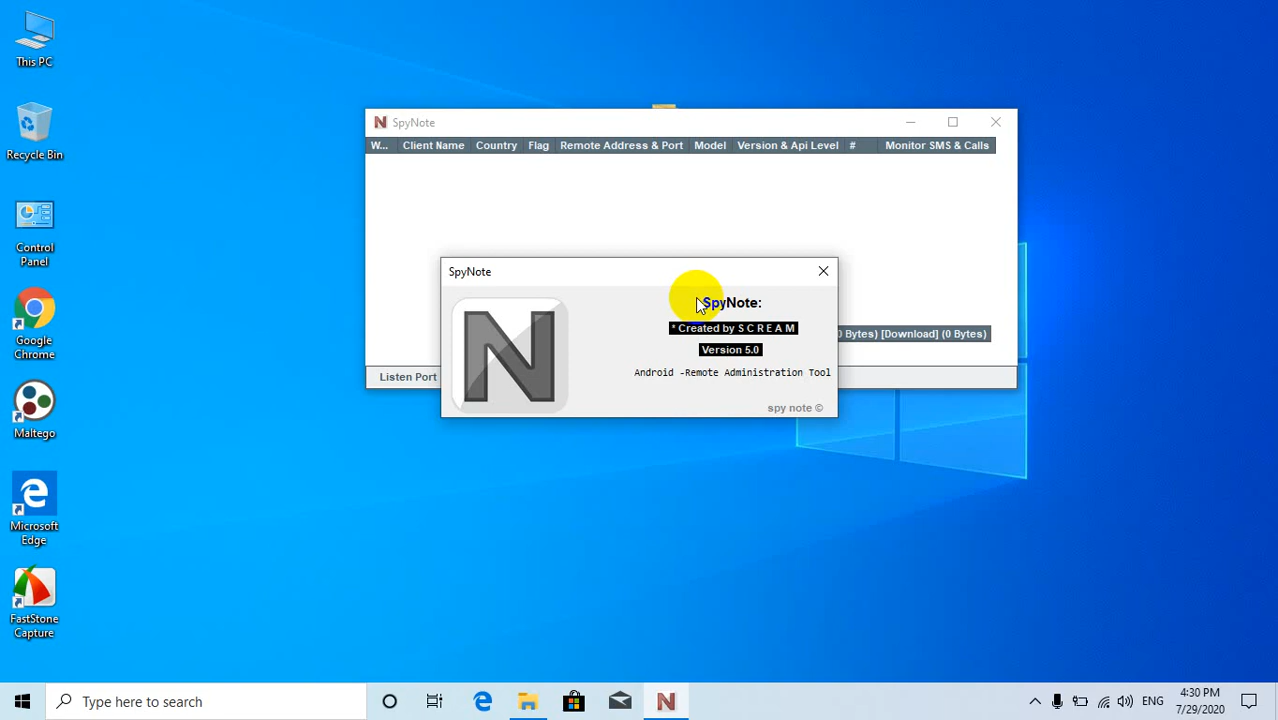 This PC
Recycle Bin
Control
Panel
Google
Chrome
Maltego
Microsoft
Edge
FastStone
Capture
SpyNote
W... Client Name Country Flag Remote Address & Port Model Version & Api Level # Monitor SMS & Calls
SpyNote
SpyNote:
* Created by S C R E A M
Version 5.0
Android -Remote Administration Tool
spy note ©
0 Bytes) [Download] (0 Bytes)
Listen Port
Type here to search
ENG
4:30 PM
7/29/2020